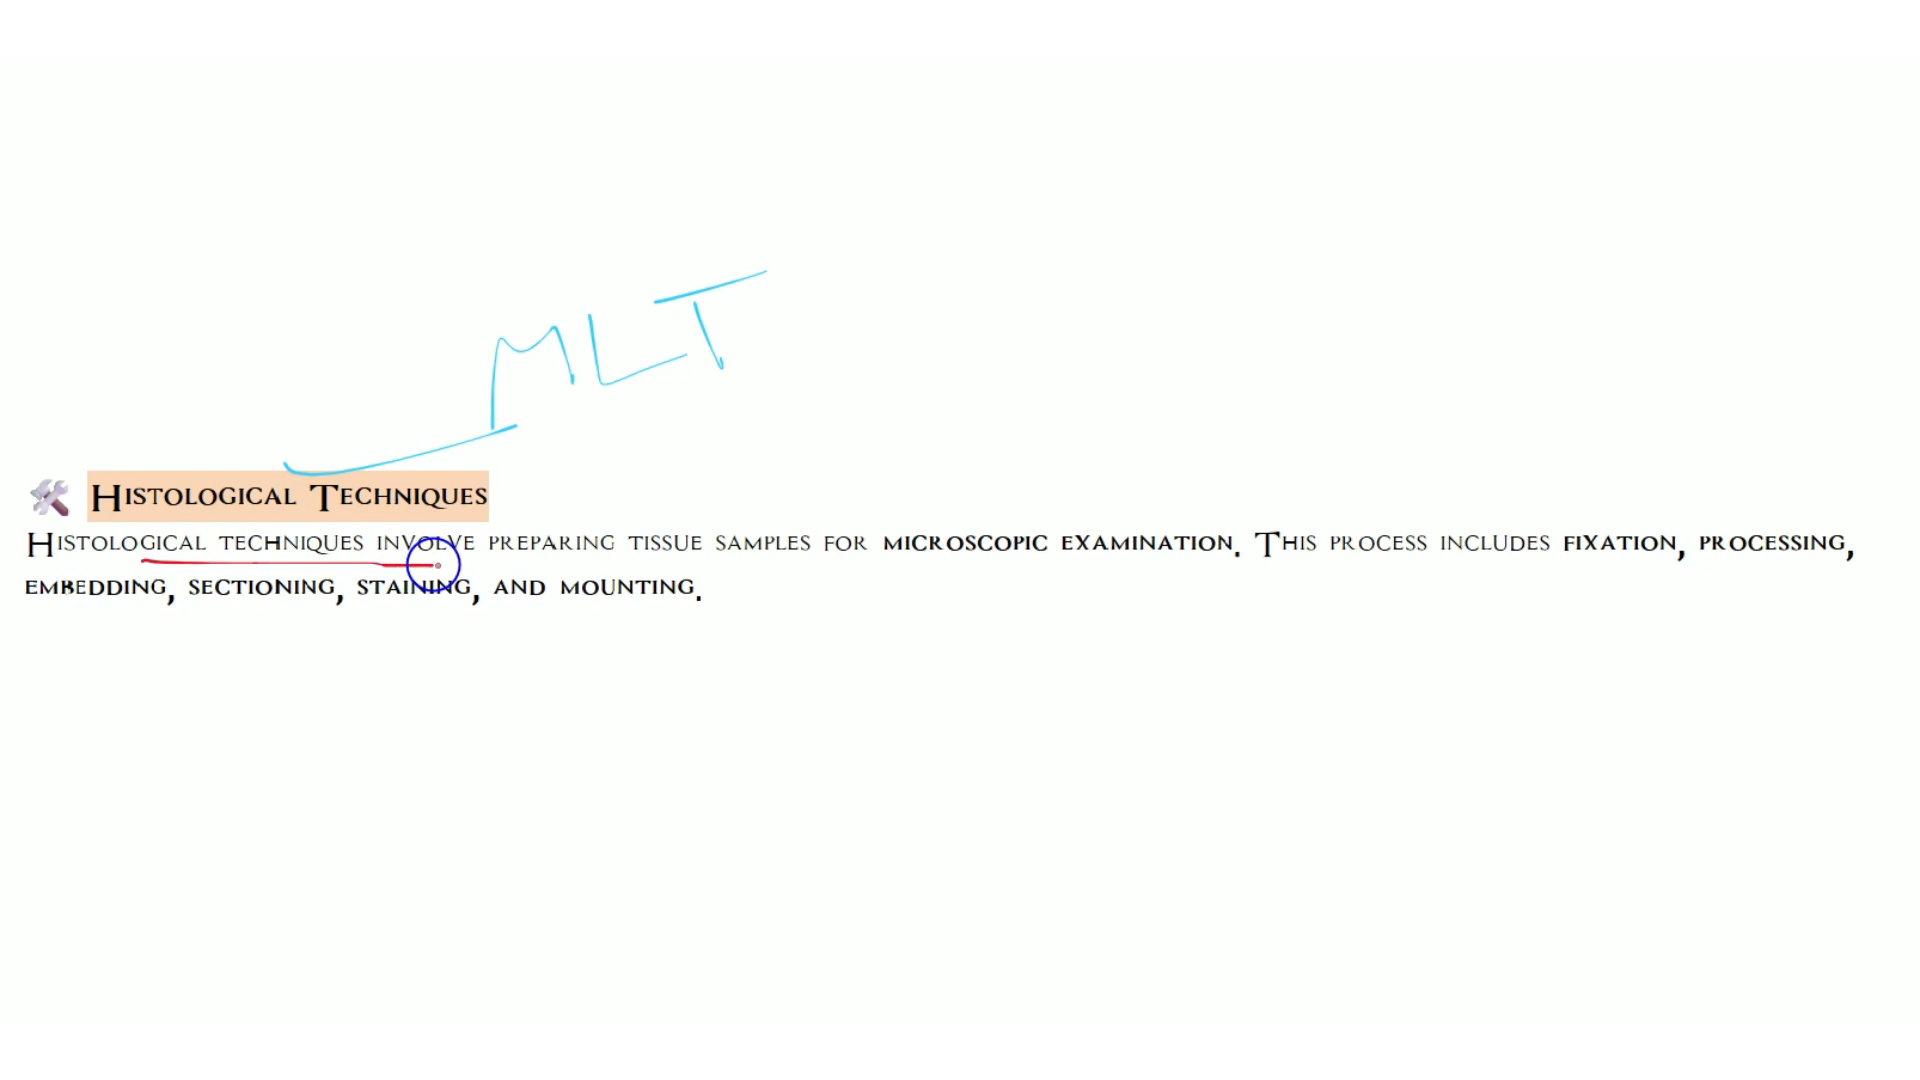 MLT
Histological Techniques
Histological techniques involve preparing tissue samples for microscopic examination. This process includes fixation, processing,
embedding, sectioning, staining, and mounting.